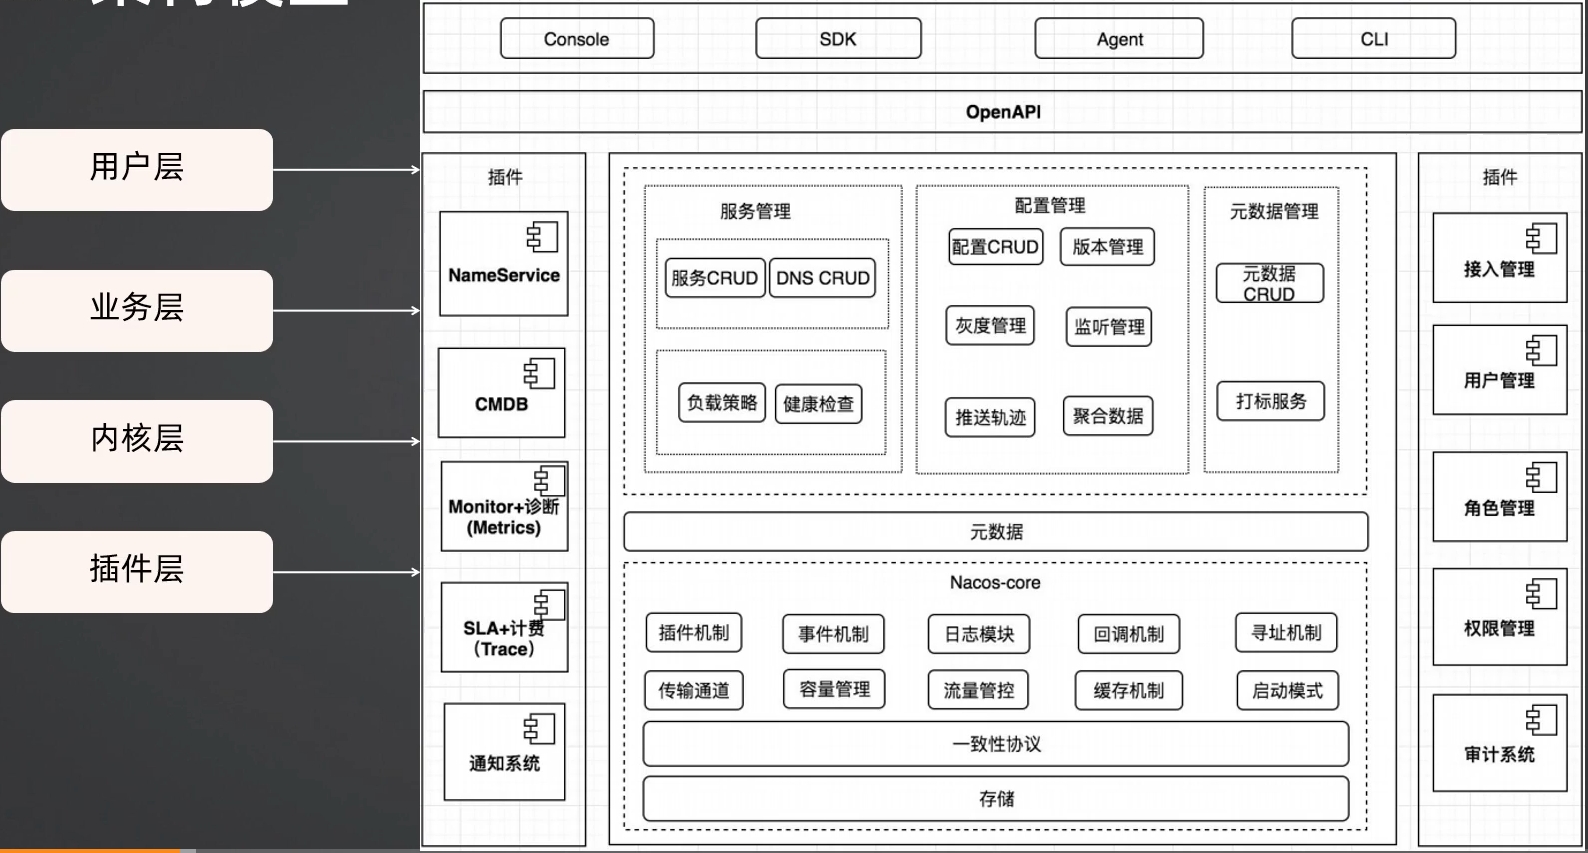 架构模型
Console
SDK
Agent
CLI
OpenAPI
用户层
业务层
内核层
插件层
插件
NameService
CMDB
Monitor+诊断
(Metrics)
SLA+计费
(Trace)
通知系统
服务管理
服务CRUD
DNS CRUD
负载策略
健康检查
配置管理
配置CRUD
版本管理
灰度管理
监听管理
推送轨迹
聚合数据
元数据管理
元数据
CRUD
打标服务
元数据
Nacos-core
插件机制
事件机制
日志模块
回调机制
寻址机制
传输通道
容量管理
流量管控
缓存机制
启动模式
一致性协议
存储
插件
接入管理
用户管理
角色管理
权限管理
审计系统